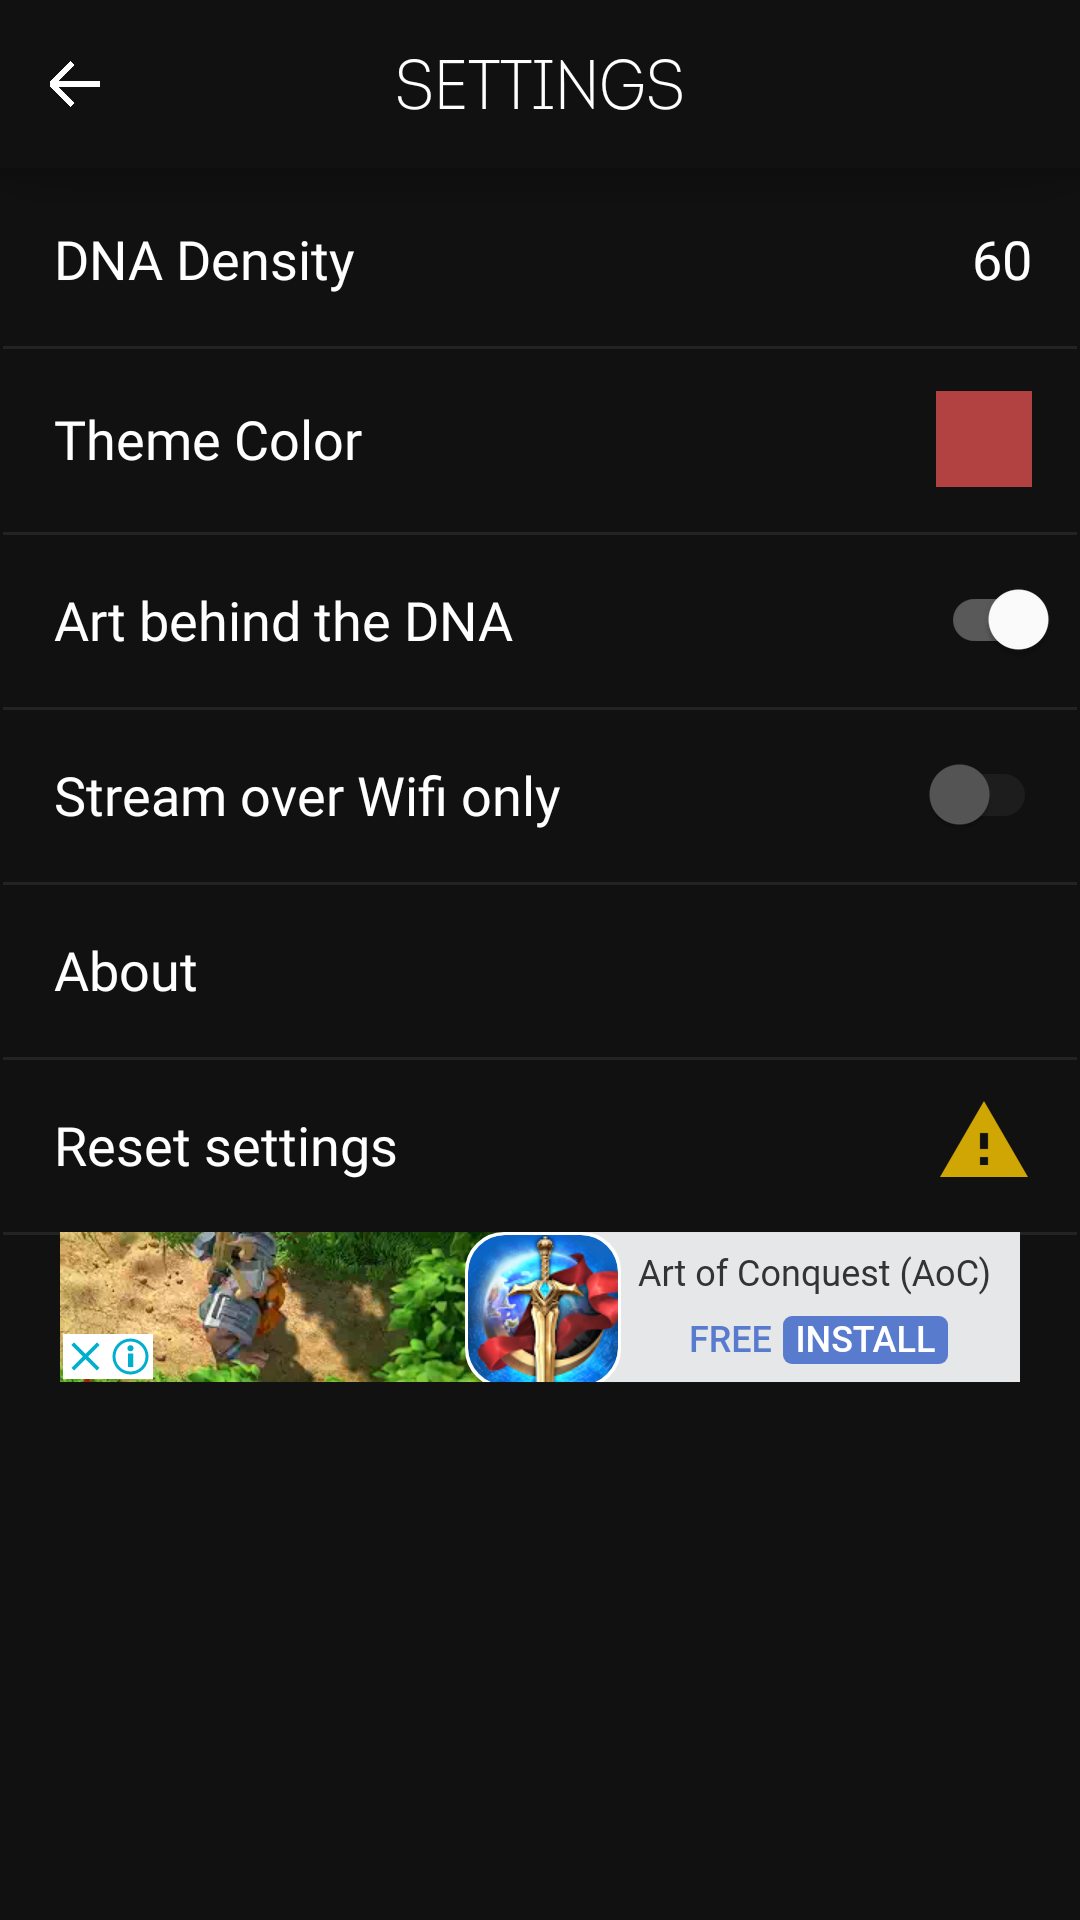 SETTINGS
DNA Density
60
Theme Color
Art behind the DNA
Stream over Wifi only
About
Reset settings
Art of Conquest (AoC)
FREE INSTALL